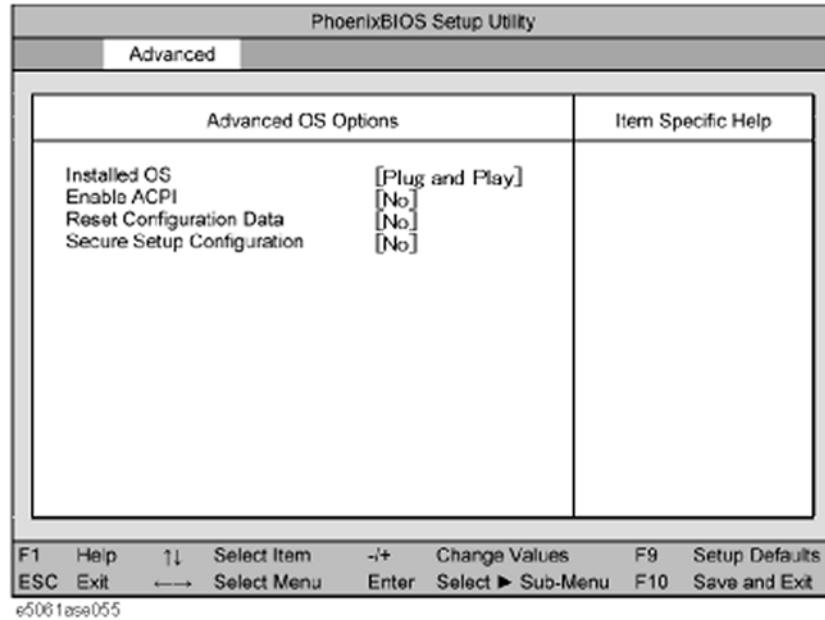 PhoenixBIOS Setup Utility
Advanced
Advanced OS Options
Item Specific Help
Installed OS [Plug and Play]
Enable ACPI [No]
Reset Configuration Data [No]
Secure Setup Configuration [No]
F1 Help ↑↓ Select Item -/+ Change Values F9 Setup Defaults
ESC Exit ←→ Select Menu Enter Select ▶ Sub-Menu F10 Save and Exit
e5061ase055